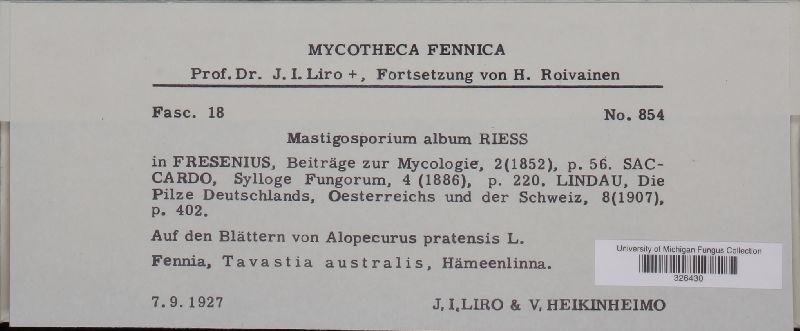 MYCOTHECA FENNICA
Prof. Dr. J. I. Liro +, Fortsetzung von H. Roivainen
Fasc. 18 No. 854
Mastigosporium album RIESS
in FRESENIUS, Beiträge zur Mycologie, 2(1852), p. 56. SAC-
CARDO, Sylloge Fungorum, 4 (1886), p. 220. LINDAU, Die
Pilze Deutschlands, Oesterreichs und der Schweiz, 8(1907),
p. 402.
Auf den Blättern von Alopecurus pratensis L.
Fennia, Tavastia australis, Hämeenlinna.
7. 9. 1927 J. I. LIRO & V. HEIKINHEIMO
University of Michigan Fungus Collection
326430